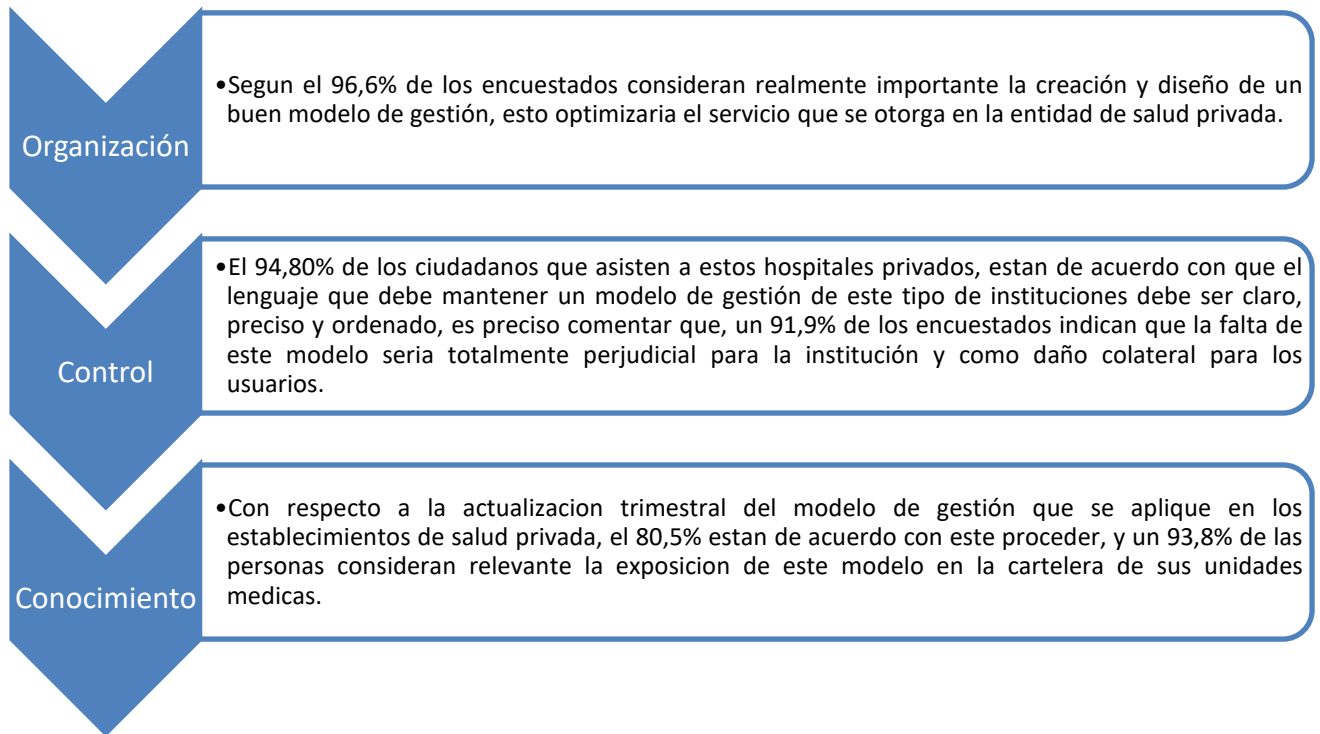 Organización
•Segun el 96,6% de los encuestados consideran realmente importante la creación y diseño de un
buen modelo de gestión, esto optimizaria el servicio que se otorga en la entidad de salud privada.
Control
•El 94,80% de los ciudadanos que asisten a estos hospitales privados, estan de acuerdo con que el
lenguaje que debe mantener un modelo de gestión de este tipo de instituciones debe ser claro,
preciso y ordenado, es preciso comentar que, un 91,9% de los encuestados indican que la falta de
este modelo seria totalmente perjudicial para la institución y como daño colateral para los
usuarios.
Conocimiento
•Con respecto a la actualizacion trimestral del modelo de gestión que se aplique en los
establecimientos de salud privada, el 80,5% estan de acuerdo con este proceder, y un 93,8% de las
personas consideran relevante la exposicion de este modelo en la cartelera de sus unidades
medicas.